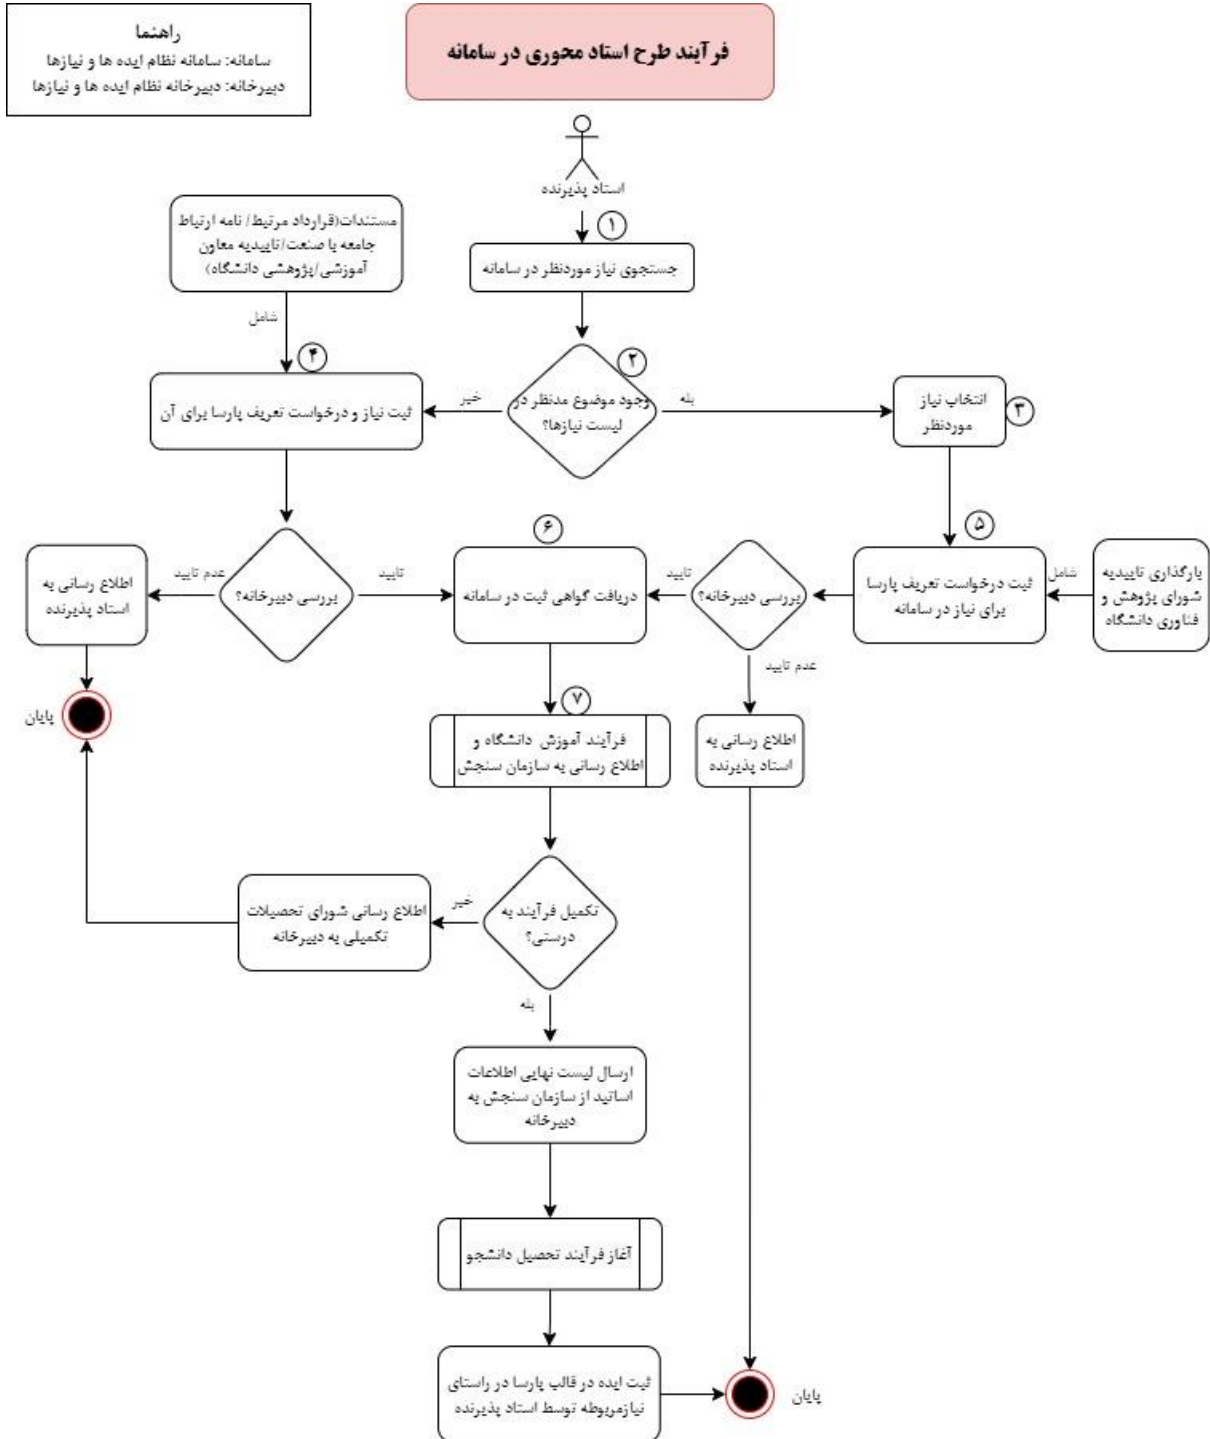 راهنما
سامانه: سامانه نظام ایده ها و نیازها
دبیرخانه: دبیرخانه نظام ایده ها و نیازها
فرآیند طرح استاد محوری در سامانه
استاد پذیرنده
۱
جستجوی نیاز موردنظر در سامانه
مستندات(قرارداد مرتبط/ نامه ارتباط
جامعه با صنعت/تاییدیه معاون
آموزشی/پژوهشی دانشگاه)
شامل
۲
وجود موضوع مدنظر در
لیست نیازها؟
بله
خیر
۳
انتخاب نیاز
موردنظر
۴
ثبت نیاز و درخواست تعریف پارسا برای آن
۵
ثبت درخواست تعریف پارسا
برای نیاز در سامانه
شامل
بارگذاری تاییدیه
شورای پژوهش و
فناوری دانشگاه
بررسی دبیرخانه؟
تایید
عدم تایید
اطلاع رسانی به
استاد پذیرنده
۶
دریافت گواهی ثبت در سامانه
تایید
بررسی دبیرخانه؟
عدم تایید
اطلاع رسانی به
استاد پذیرنده
پایان
۷
فرآیند آموزش دانشگاه و
اطلاع رسانی به سازمان سنجش
تکمیل فرآیند به
درستی؟
خیر
اطلاع رسانی شورای تحصیلات
تکمیلی به دبیرخانه
بله
ارسال لیست نهایی اطلاعات
اساتید از سازمان سنجش به
دبیرخانه
آغاز فرآیند تحصیل دانشجو
ثبت ایده در قالب پارسا در راستای
نیازمربوطه توسط استاد پذیرنده
پایان